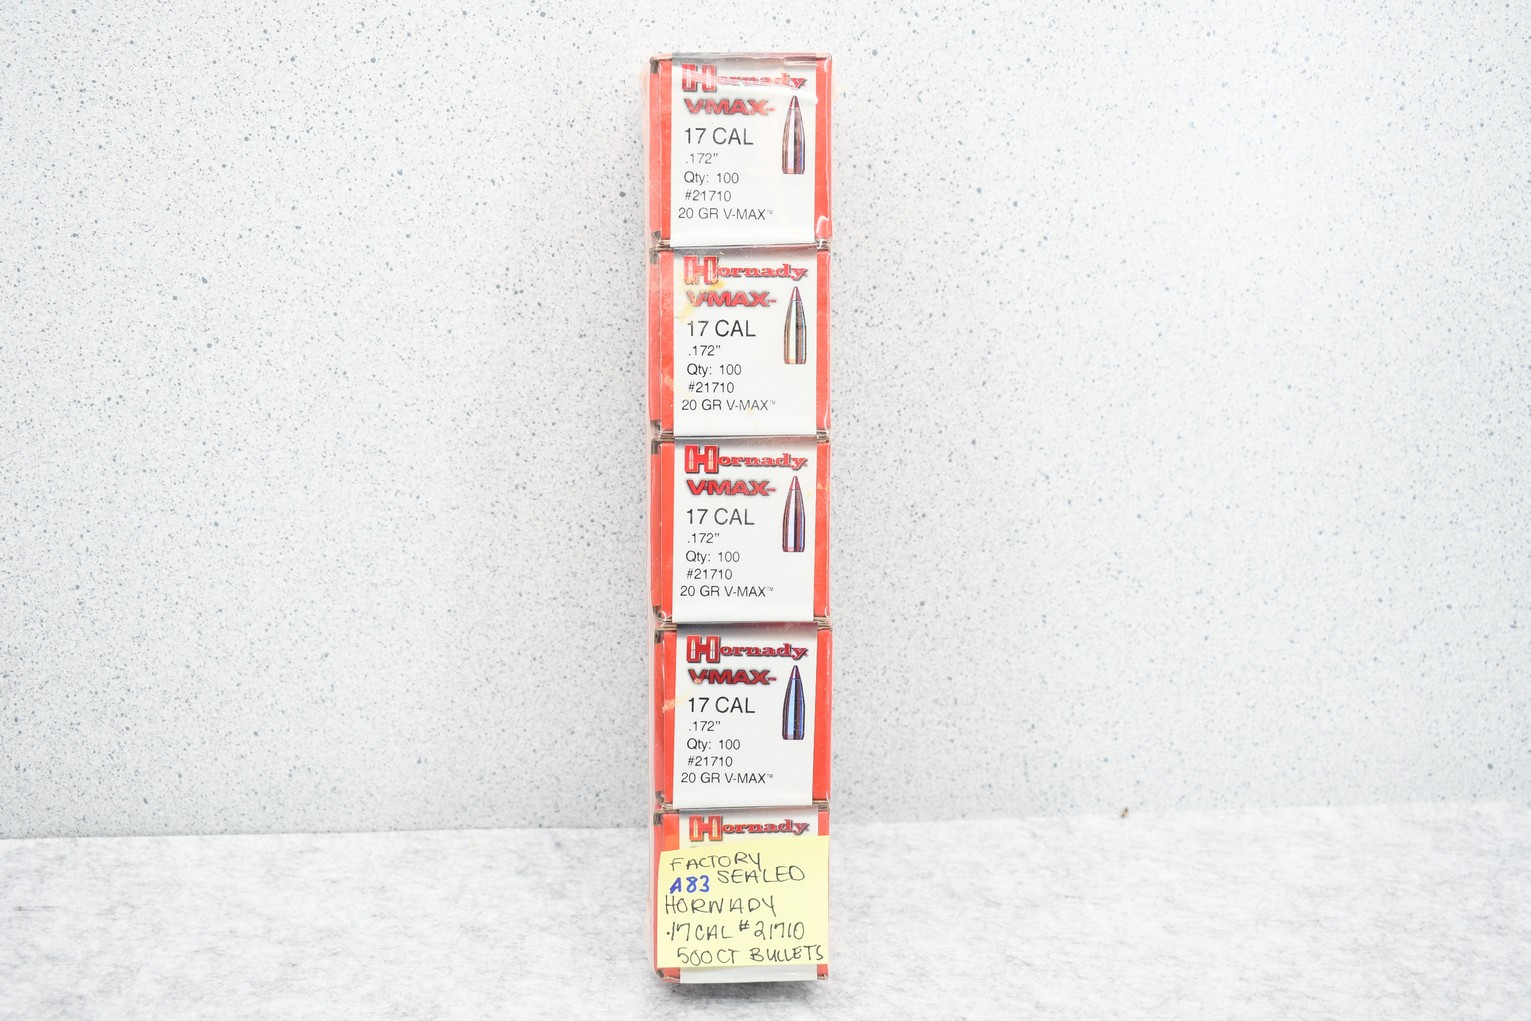 Hornady
V-MAX
17 CAL
.172"
Qty: 100
#21710
20 GR V-MAX™
Hornady
V-MAX
17 CAL
.172"
Qty: 100
#21710
20 GR V-MAX™
Hornady
V-MAX
17 CAL
.172"
Qty: 100
#21710
20 GR V-MAX™
Hornady
V-MAX
17 CAL
.172"
Qty: 100
#21710
20 GR V-MAX™
Hornady
FACTORY
A83 SEALED
HORNADY
.17 CAL #21710
500 CT BULLETS